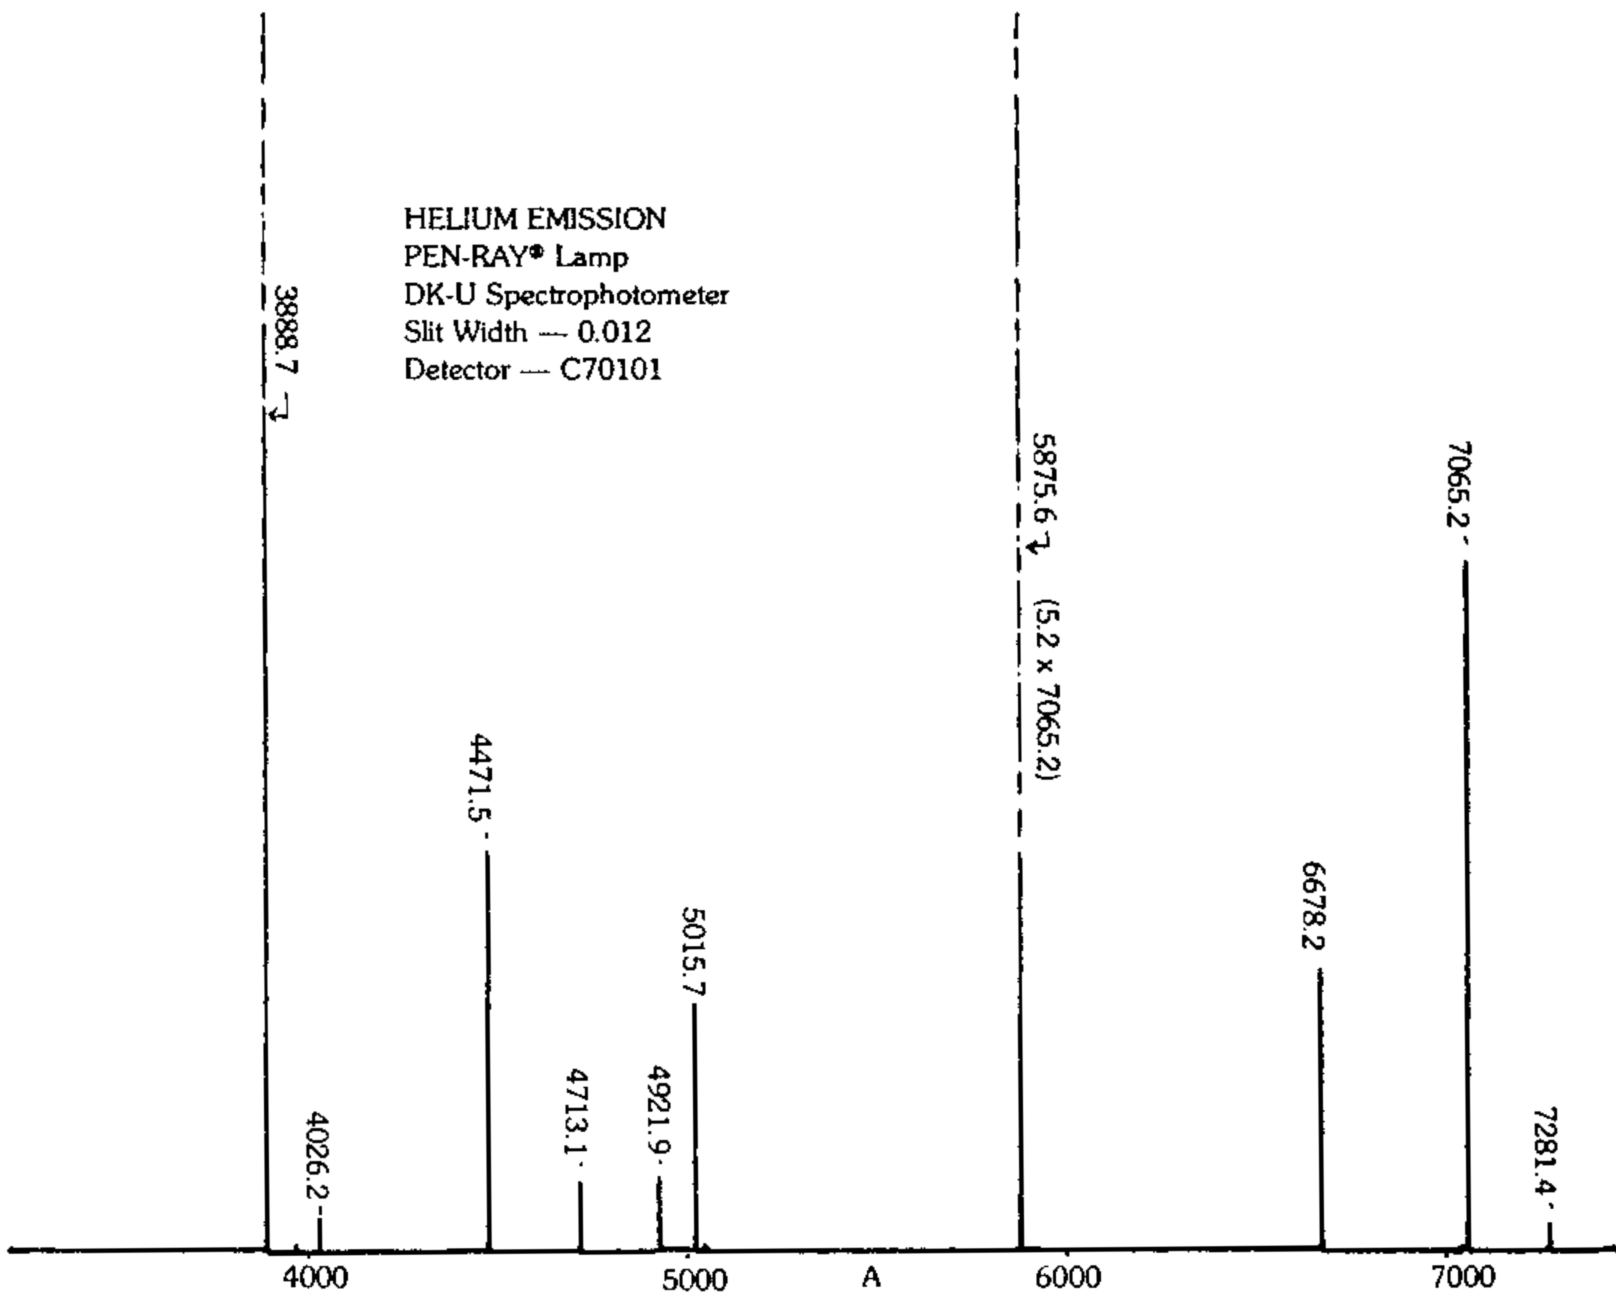 HELIUM EMISSION
PEN-RAY® Lamp
DK-U Spectrophotometer
Slit Width — 0.012
Detector — C70101
3888.7
4026.2
4471.5
4713.1
4921.9
5015.7
5875.6 (5.2 x 7065.2)
6678.2
7065.2
7281.4
4000 5000 A 6000 7000